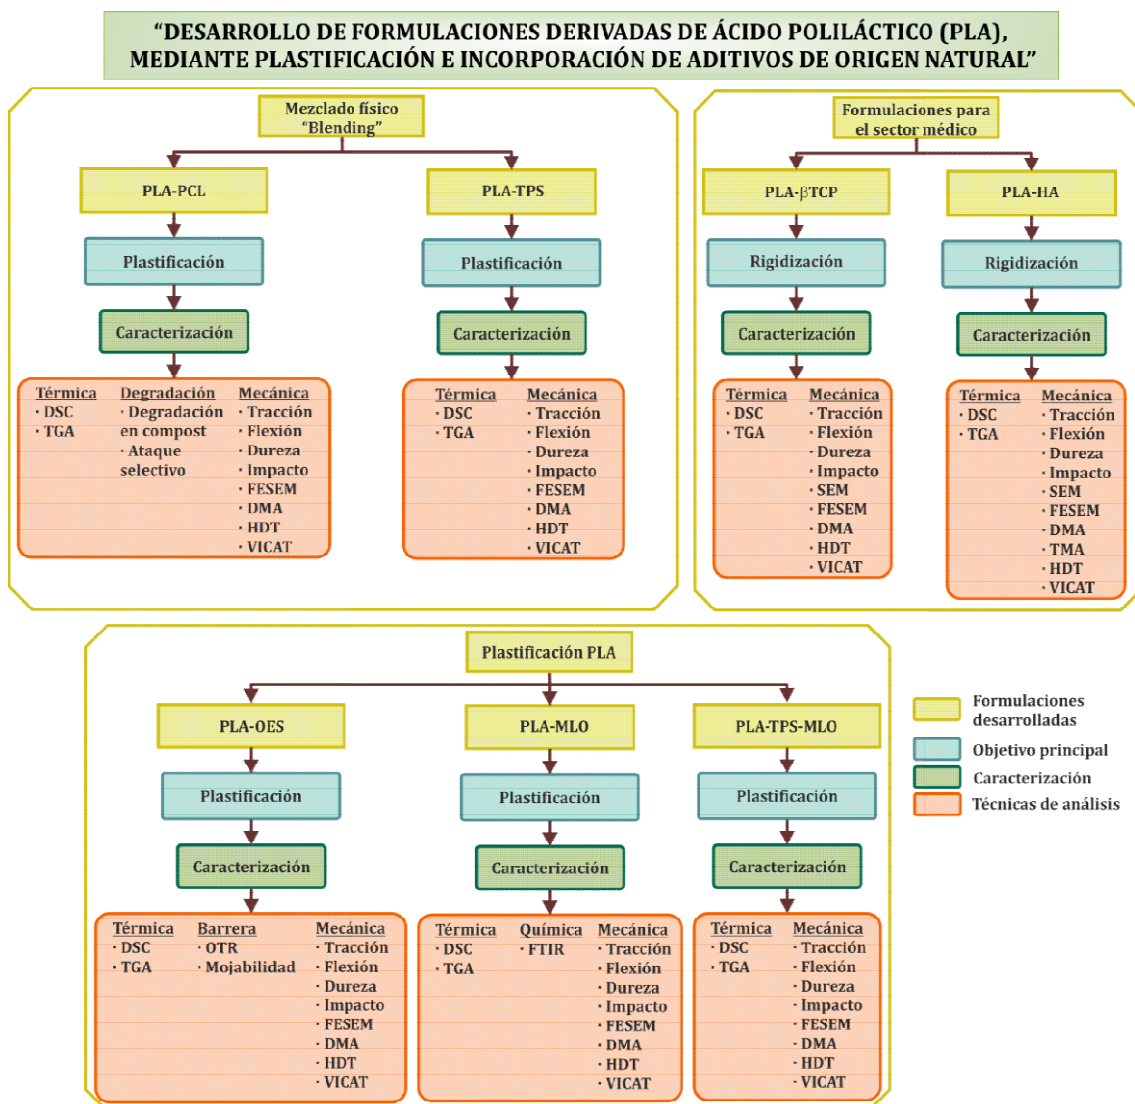 “DESARROLLO DE FORMULACIONES DERIVADAS DE ÁCIDO POLILÁCTICO (PLA),
MEDIANTE PLASTIFICACIÓN E INCORPORACIÓN DE ADITIVOS DE ORIGEN NATURAL”
Mezclado físico
“Blending”
PLA-PCL
Plastificación
Caracterización
Térmica
· DSC
· TGA
Degradación
· Degradación
en compost
· Ataque
selectivo
Mecánica
· Tracción
· Flexión
· Dureza
· Impacto
· FESEM
· DMA
· HDT
· VICAT
PLA-TPS
Plastificación
Caracterización
Térmica
· DSC
· TGA
Mecánica
· Tracción
· Flexión
· Dureza
· Impacto
· FESEM
· DMA
· HDT
· VICAT
Formulaciones para
el sector médico
PLA-βTCP
Rigidización
Caracterización
Térmica
· DSC
· TGA
Mecánica
· Tracción
· Flexión
· Dureza
· Impacto
· SEM
· FESEM
· DMA
· HDT
· VICAT
PLA-HA
Rigidización
Caracterización
Térmica
· DSC
· TGA
Mecánica
· Tracción
· Flexión
· Dureza
· Impacto
· SEM
· FESEM
· DMA
· TMA
· HDT
· VICAT
Plastificación PLA
PLA-OES
Plastificación
Caracterización
Térmica
· DSC
· TGA
Barrera
· OTR
· Mojabilidad
Mecánica
· Tracción
· Flexión
· Dureza
· Impacto
· FESEM
· DMA
· HDT
· VICAT
PLA-MLO
Plastificación
Caracterización
Térmica
· DSC
· TGA
Química
· FTIR
Mecánica
· Tracción
· Flexión
· Dureza
· Impacto
· FESEM
· DMA
· HDT
· VICAT
PLA-TPS-MLO
Plastificación
Caracterización
Térmica
· DSC
· TGA
Mecánica
· Tracción
· Flexión
· Dureza
· Impacto
· FESEM
· DMA
· HDT
· VICAT
Formulaciones
desarrolladas
Objetivo principal
Caracterización
Técnicas de análisis